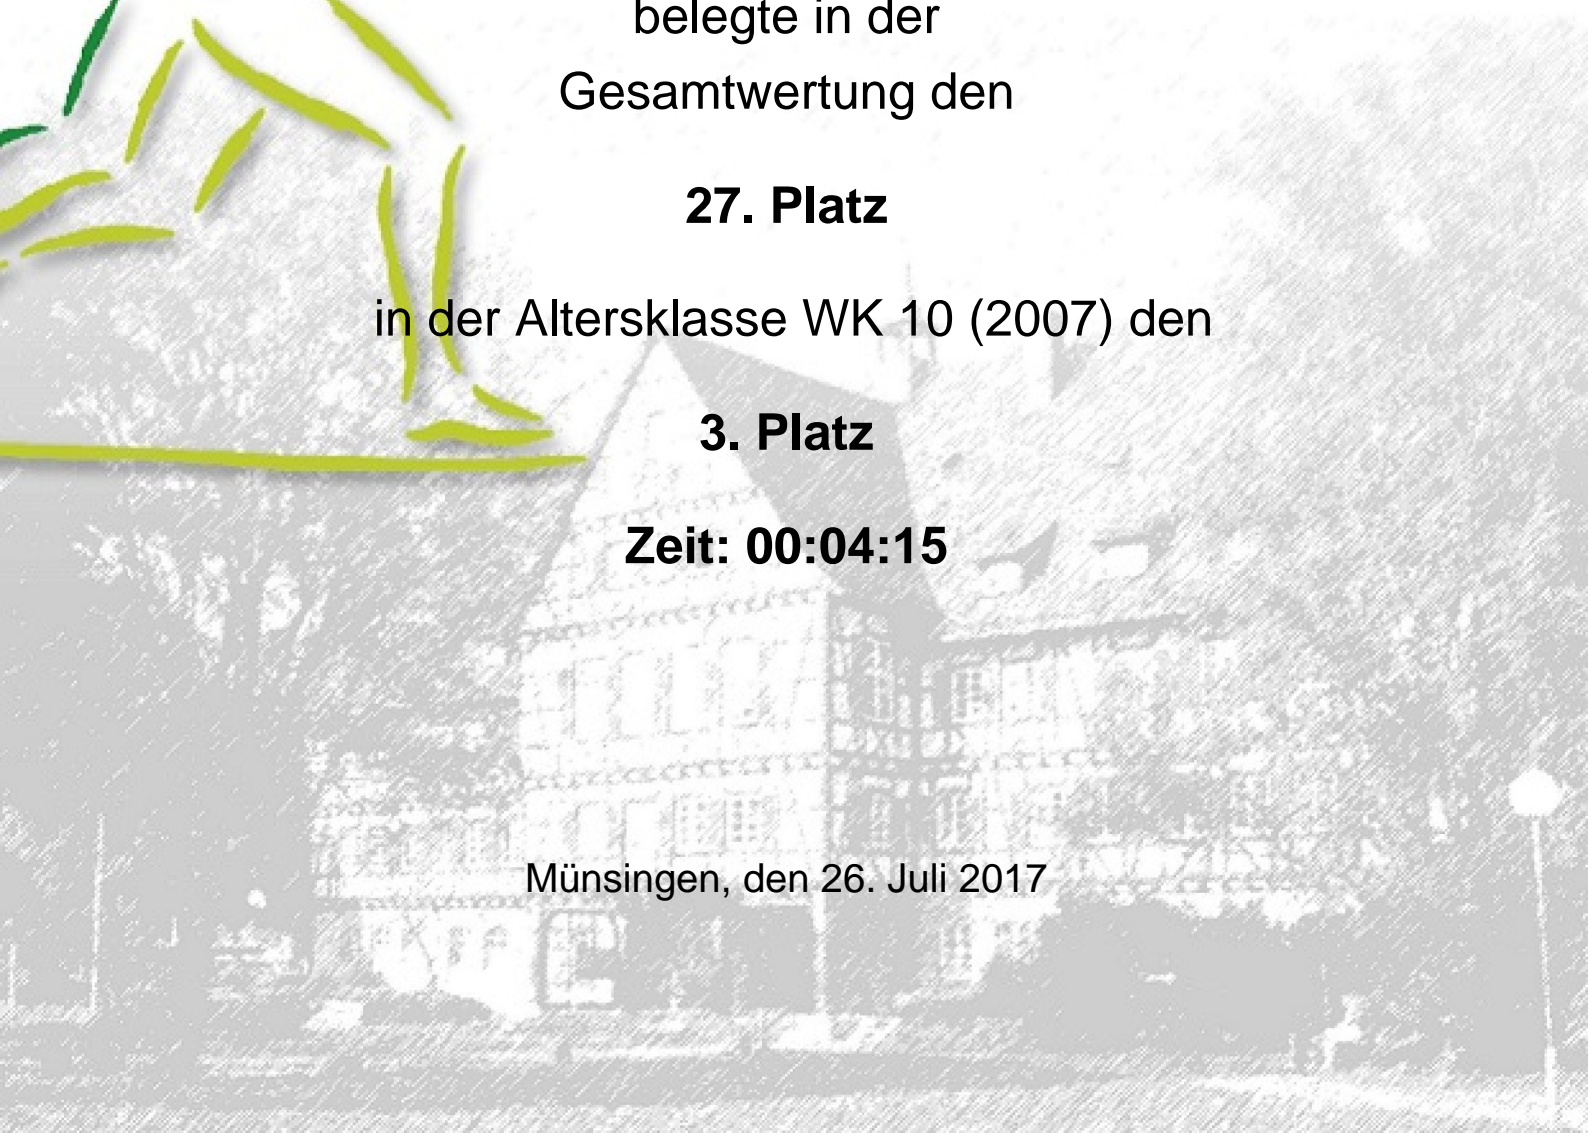 belegte in der
Gesamtwertung den
27. Platz
in der Altersklasse WK 10 (2007) den
3. Platz
Zeit: 00:04:15
Münsingen, den 26. Juli 2017